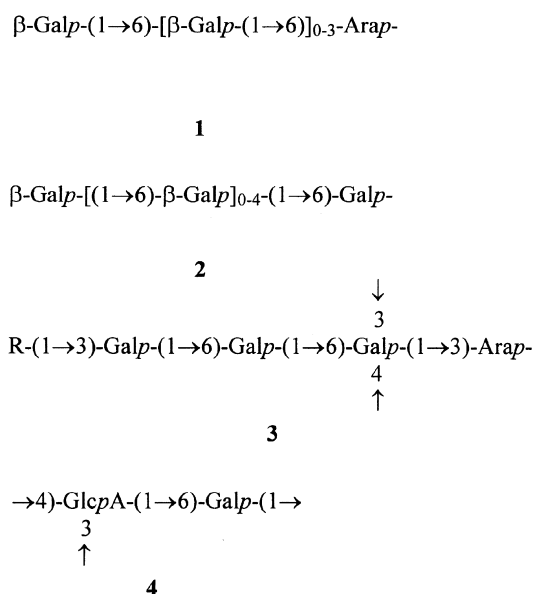 β-Galp-(1→6)-[β-Galp-(1→6)]0-3-Arap-
1
β-Galp-[(1→6)-β-Galp]0-4-(1→6)-Galp-
2
↓
3
R-(1→3)-Galp-(1→6)-Galp-(1→6)-Galp-(1→3)-Arap-
4
↑
3
→4)-GlcpA-(1→6)-Galp-(1→
3
↑
4